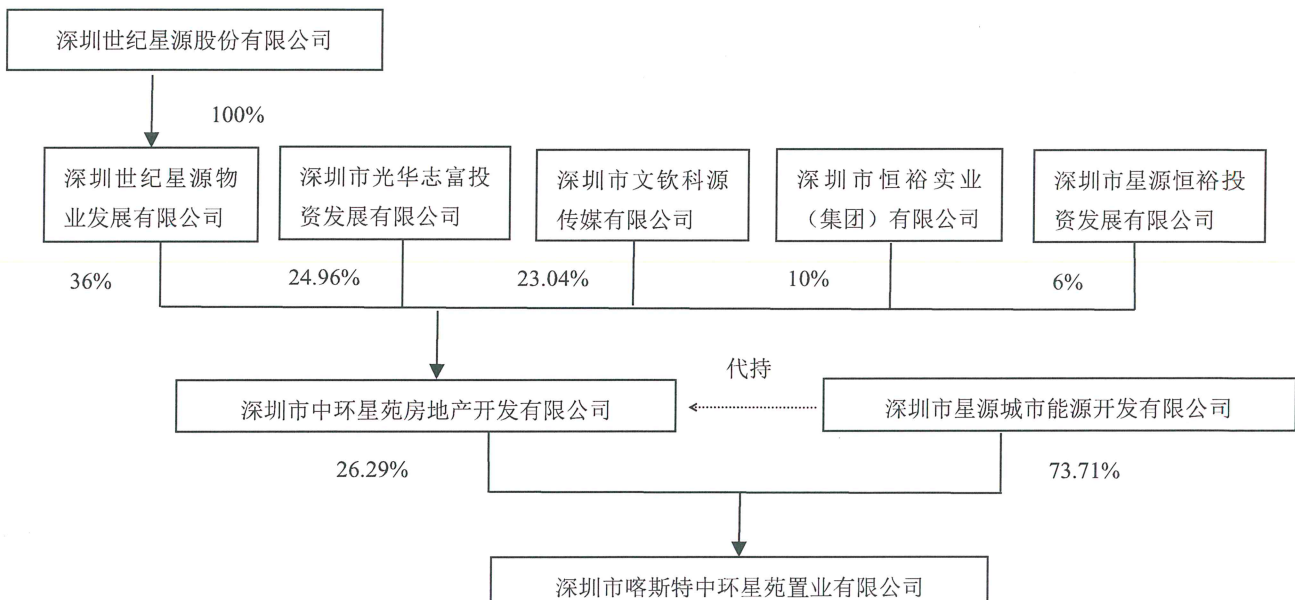 深圳世纪星源股份有限公司
100%
深圳世纪星源物
业发展有限公司
深圳市光华志富投
资发展有限公司
深圳市文钦科源
传媒有限公司
深圳市恒裕实业
（集团）有限公司
深圳市星源恒裕投
资发展有限公司
36%
24.96%
23.04%
10%
6%
代持
深圳市中环星苑房地产开发有限公司
深圳市星源城市能源开发有限公司
26.29%
73.71%
深圳市喀斯特中环星苑置业有限公司